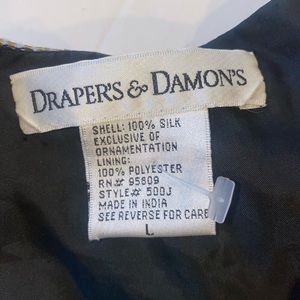 DRAPER'S & DAMON'S
SHELL: 100% SILK
EXCLUSIVE OF
ORNAMENTATION
LINING:
100% POLYESTER
RN# 95809
STYLE# 500J
MADE IN INDIA
SEE REVERSE FOR CARE
L